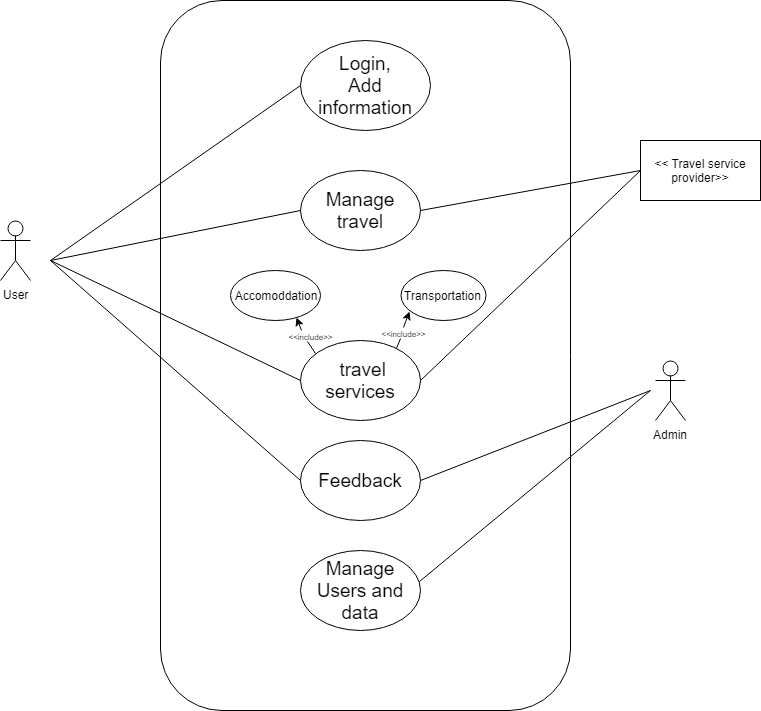 Login,
Add
information
<< Travel service
provider>>
Manage
travel
User
Accomoddation
Transportation
<<include>>
<<include>>
travel
services
Admin
Feedback
Manage
Users and
data